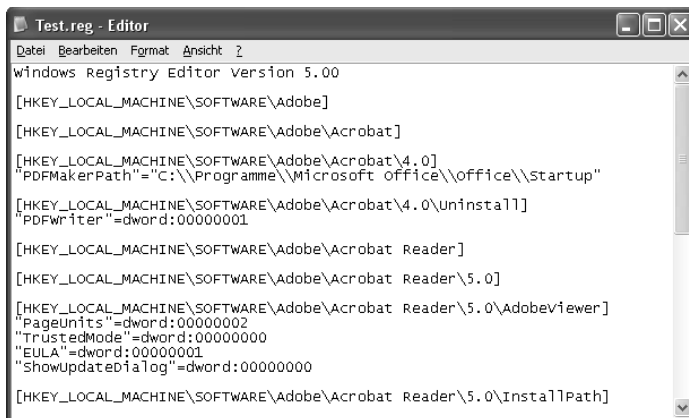 Test.reg - Editor
Datei Bearbeiten Format Ansicht ?
Windows Registry Editor Version 5.00
[HKEY_LOCAL_MACHINE\SOFTWARE\Adobe]
[HKEY_LOCAL_MACHINE\SOFTWARE\Adobe\Acrobat]
[HKEY_LOCAL_MACHINE\SOFTWARE\Adobe\Acrobat\4.0]
"PDFMakerPath"="C:\\Programme\\Microsoft Office\\Office\\Startup"
[HKEY_LOCAL_MACHINE\SOFTWARE\Adobe\Acrobat\4.0\Uninstall]
"PDFWriter"=dword:00000001
[HKEY_LOCAL_MACHINE\SOFTWARE\Adobe\Acrobat Reader]
[HKEY_LOCAL_MACHINE\SOFTWARE\Adobe\Acrobat Reader\5.0]
[HKEY_LOCAL_MACHINE\SOFTWARE\Adobe\Acrobat Reader\5.0\AdobeViewer]
"PageUnits"=dword:00000002
"TrustedMode"=dword:00000000
"EULA"=dword:00000001
"ShowUpdateDialog"=dword:00000000
[HKEY_LOCAL_MACHINE\SOFTWARE\Adobe\Acrobat Reader\5.0\InstallPath]